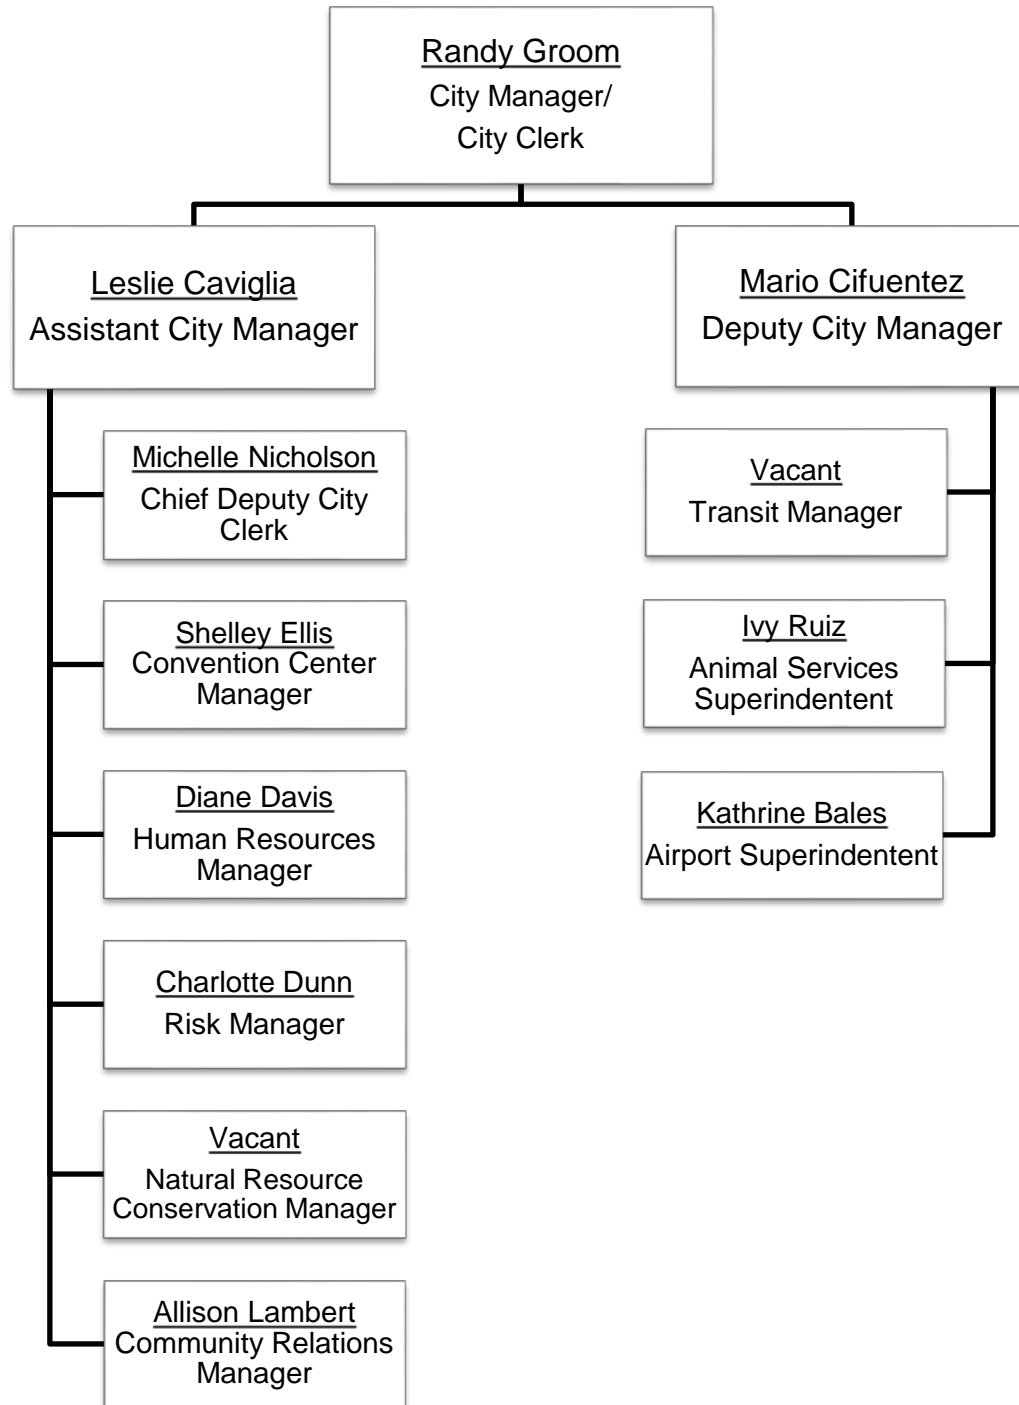 Randy Groom
City Manager/
City Clerk
Leslie Caviglia
Assistant City Manager
Mario Cifuentez
Deputy City Manager
Michelle Nicholson
Chief Deputy City
Clerk
Shelley Ellis
Convention Center
Manager
Diane Davis
Human Resources
Manager
Charlotte Dunn
Risk Manager
Vacant
Natural Resource
Conservation Manager
Allison Lambert
Community Relations
Manager
Vacant
Transit Manager
Ivy Ruiz
Animal Services
Superindentent
Kathrine Bales
Airport Superindentent